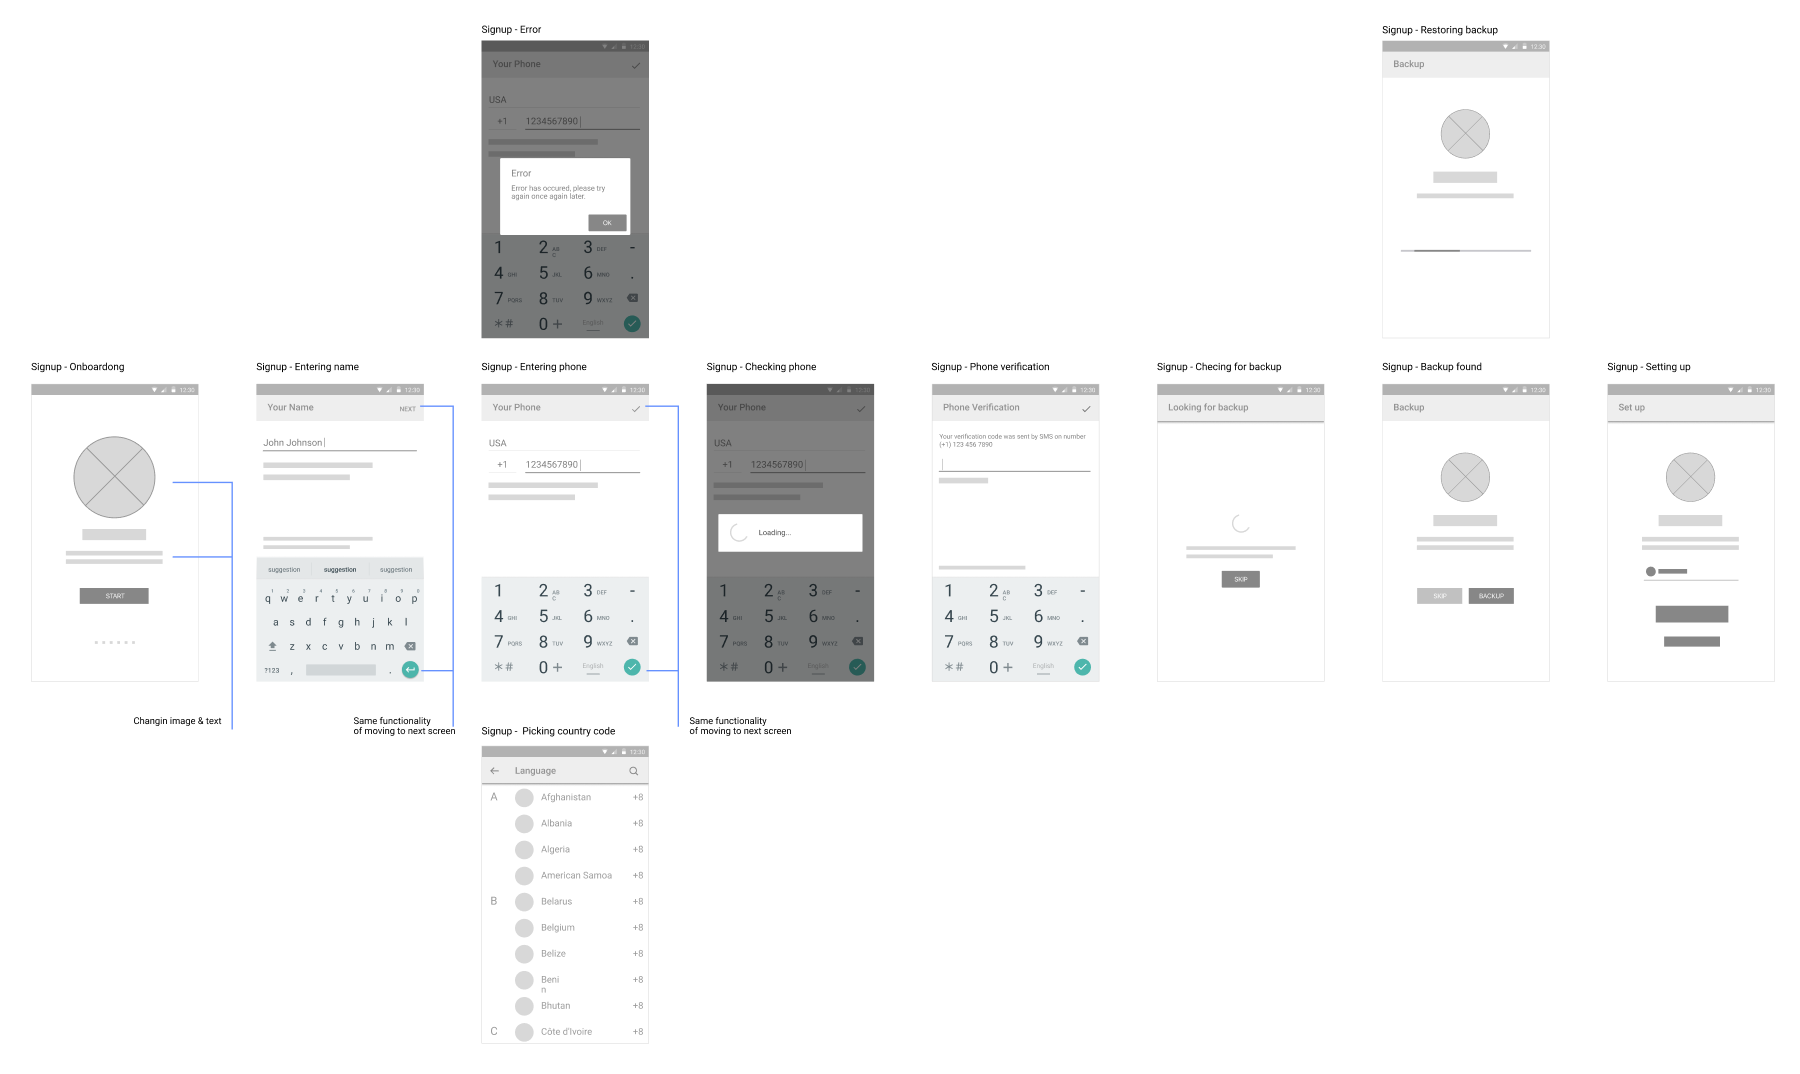 Signup - Error
12:30
Your Phone
USA
+1 1234567890
Error
Error has occured, please try
again once again later.
OK
1 2 ABC 3 DEF -
4 GHI 5 JKL 6 MNO .
7 PQRS 8 TUV 9 WXYZ
*# 0 + English
Signup - Restoring backup
12:30
Backup
Signup - Onboardong
12:30
START
Changin image & text
Signup - Entering name
12:30
Your Name NEXT
John Johnson
suggestion suggestion suggestion
1 2 3 4 5 6 7 8 9 0
q w e r t y u i o p
a s d f g h j k l
z x c v b n m
?123 , .
Same functionality
of moving to next screen
Signup - Entering phone
12:30
Your Phone
USA
+1 1234567890
1 2 ABC 3 DEF -
4 GHI 5 JKL 6 MNO .
7 PQRS 8 TUV 9 WXYZ
*# 0 + English
Same functionality
of moving to next screen
Signup - Checking phone
12:30
Your Phone
USA
+1 1234567890
Loading...
1 2 ABC 3 DEF -
4 GHI 5 JKL 6 MNO .
7 PQRS 8 TUV 9 WXYZ
*# 0 + English
Signup - Phone verification
12:30
Phone Verification
Your verification code was sent by SMS on number
(+1) 123 456 7890
1 2 ABC 3 DEF -
4 GHI 5 JKL 6 MNO .
7 PQRS 8 TUV 9 WXYZ
*# 0 + English
Signup - Checing for backup
12:30
Looking for backup
SKIP
Signup - Backup found
12:30
Backup
SKIP BACKUP
Signup - Setting up
12:30
Set up
Signup - Picking country code
12:30
Language
A Afghanistan +8
Albania +8
Algeria +8
American Samoa +8
B Belarus +8
Belgium +8
Belize +8
Beni +8
n
Bhutan +8
C Côte d'Ivoire +8